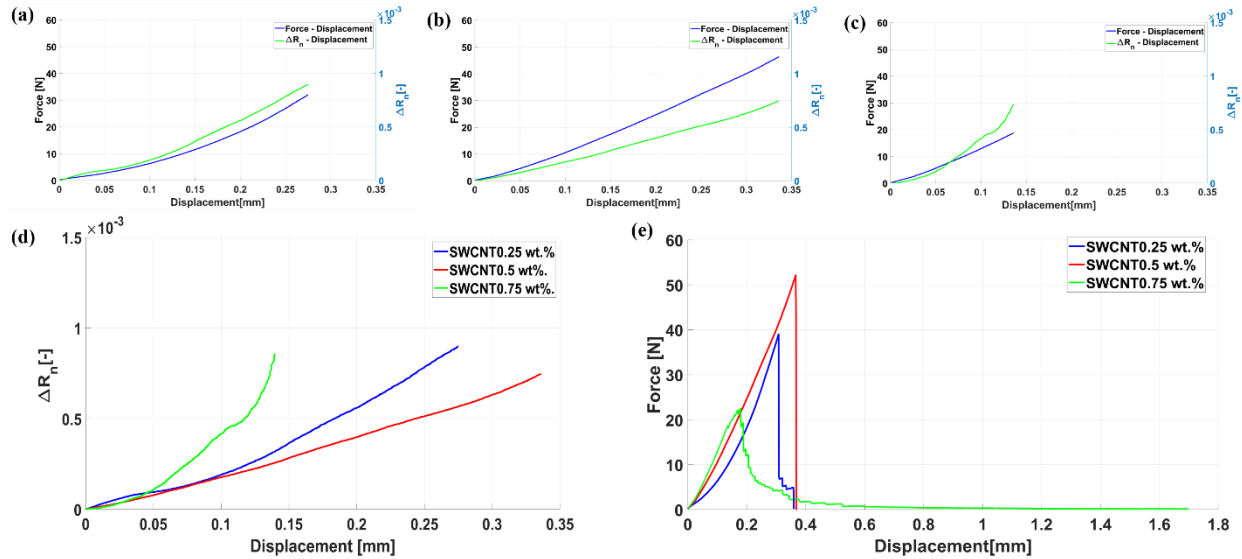 (a)
1.5 ×10⁻³
60
50
40
30
20
10
0
Force [N]
Force - Displacement
ΔRₙ - Displacement
1
0.5
0
ΔRₙ[-]
0 0.05 0.1 0.15 0.2 0.25 0.3 0.35
Displacement[mm]
(b)
1.5 ×10⁻³
60
50
40
30
20
10
0
Force [N]
Force - Displacement
ΔRₙ - Displacement
1
0.5
0
ΔRₙ[-]
0 0.05 0.1 0.15 0.2 0.25 0.3 0.35
Displacement[mm]
(c)
1.5 ×10⁻³
60
50
40
30
20
10
0
Force [N]
Force - Displacement
ΔRₙ - Displacement
1
0.5
0
ΔRₙ[-]
0 0.05 0.1 0.15 0.2 0.25 0.3 0.35
Displacement[mm]
(d)
×10⁻³
1.5
1
0.5
0
ΔRₙ[-]
SWCNT0.25 wt.%
SWCNT0.5 wt%.
SWCNT0.75 wt%.
0 0.05 0.1 0.15 0.2 0.25 0.3 0.35
Displacement [mm]
(e)
60
50
40
30
20
10
0
Force [N]
SWCNT0.25 wt.%
SWCNT0.5 wt.%
SWCNT0.75 wt.%
0 0.2 0.4 0.6 0.8 1 1.2 1.4 1.6 1.8
Displacement[mm]